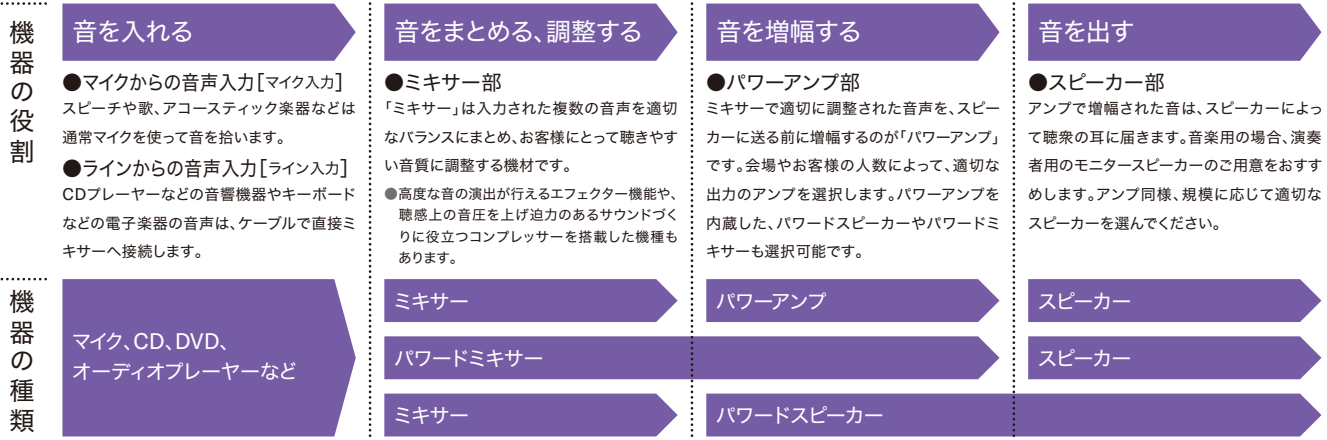 機器の役割
音を入れる
●マイクからの音声入力[マイク入力]
スピーチや歌、アコースティック楽器などは
通常マイクを使って音を拾います。
●ラインからの音声入力[ライン入力]
CDプレーヤーなどの音響機器やキーボード
などの電子楽器の音声は、ケーブルで直接ミ
キサーへ接続します。
音をまとめる、調整する
●ミキサー部
「ミキサー」は入力された複数の音声を適切
なバランスにまとめ、お客様にとって聴きやす
い音質に調整する機材です。
●高度な音の演出が行えるエフェクター機能や、
聴感上の音圧を上げ迫力のあるサウンドづく
りに役立つコンプレッサーを搭載した機種も
あります。
音を増幅する
●パワーアンプ部
ミキサーで適切に調整された音声を、スピー
カーに送る前に増幅するのが「パワーアンプ」
です。会場やお客様の人数によって、適切な
出力のアンプを選択します。パワーアンプを
内蔵した、パワードスピーカーやパワードミ
キサーも選択可能です。
音を出す
●スピーカー部
アンプで増幅された音は、スピーカーによっ
て聴衆の耳に届きます。音楽用の場合、演奏
者用のモニタースピーカーのご用意をおすす
めします。アンプ同様、規模に応じて適切な
スピーカーを選んでください。
機器の種類
マイク、CD、DVD、
オーディオプレーヤーなど
ミキサー
パワーアンプ
スピーカー
パワードミキサー
スピーカー
ミキサー
パワードスピーカー